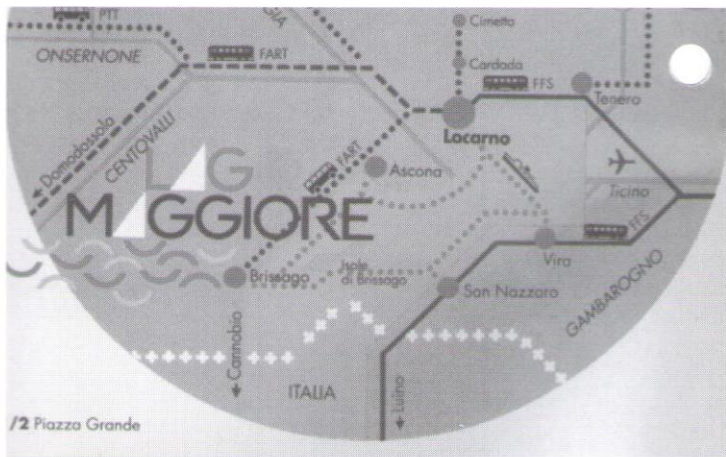 PTT
GIA
Cimetta
ONSERNONE
FART
Cardada
FFS
Tenero
Domodossola
CENTOVALLI
Locarno
LAG
FART
Ascona
Ticino
MAGGIORE
FFS
Brissago
Isole
di Brissago
Vira
San Nazzaro
GAMBAROGNO
Cannobio
ITALIA
Luino
/2 Piazza Grande